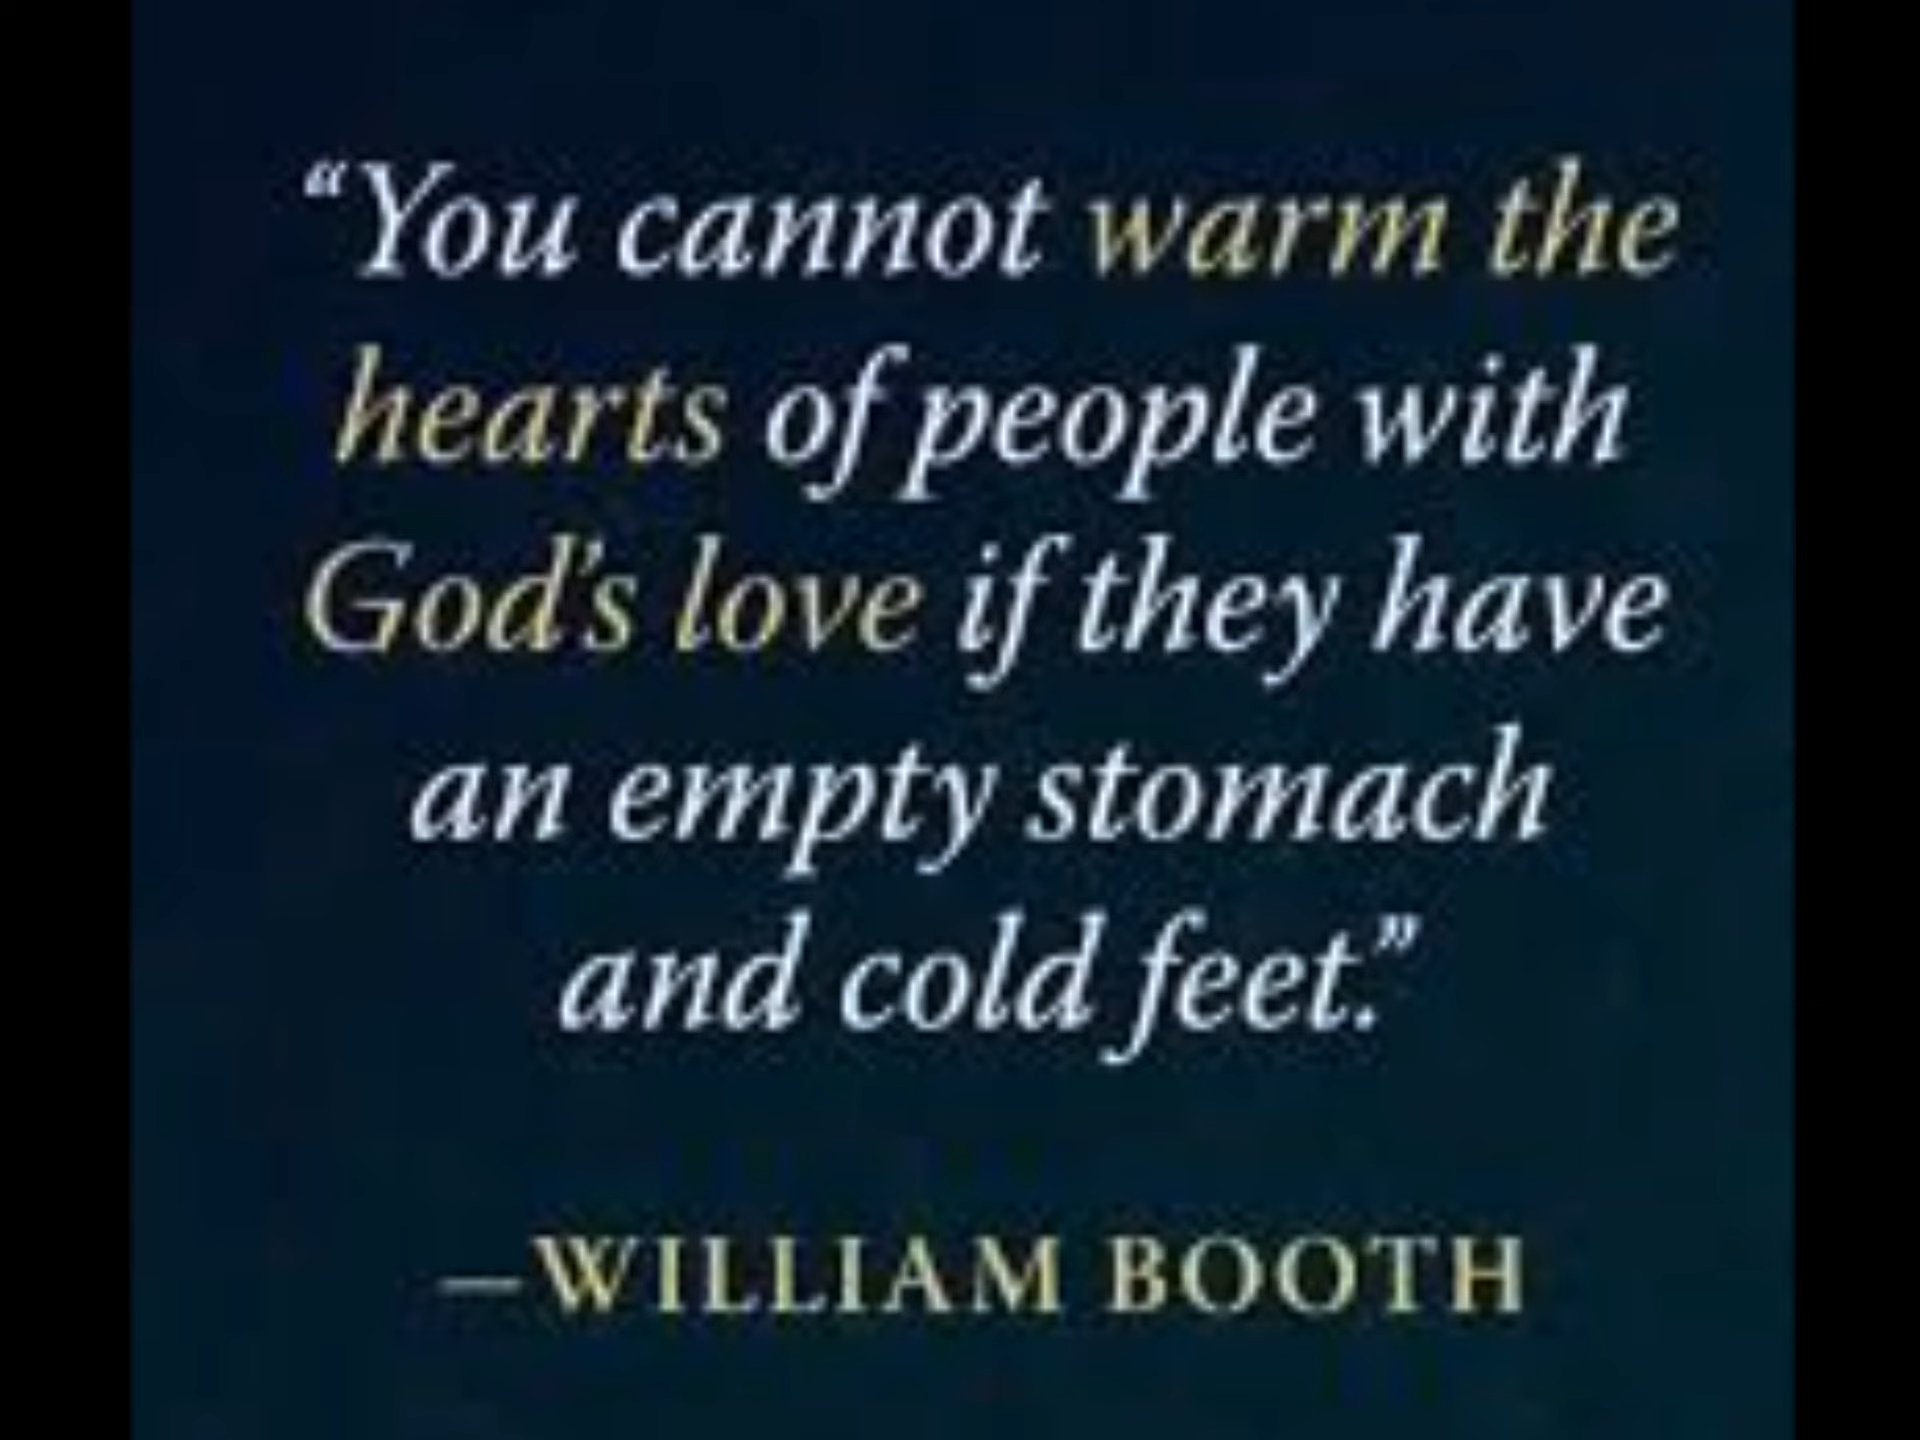 “You cannot warm the
hearts of people with
God’s love if they have
an empty stomach
and cold feet.”
—WILLIAM BOOTH